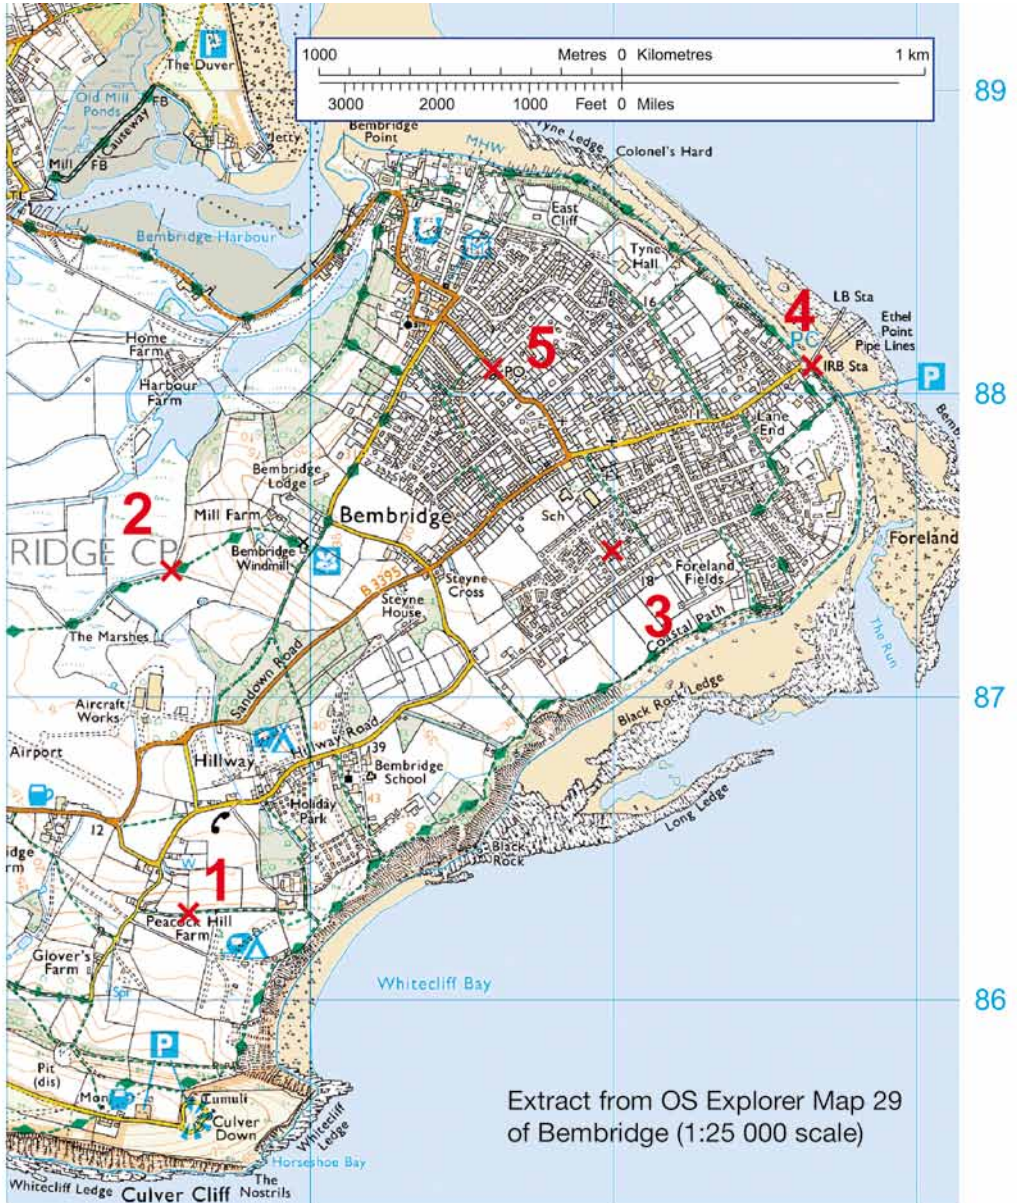 The Duver
P
1000 Metres 0 Kilometres 1 km
3000 2000 1000 Feet 0 Miles
89
Old Mill
Ponds
FB
Causeway
Mill
FB
Jetty
Bembridge
Point
MHW
Tyne Ledge
Colonel's Hard
Bembridge Harbour
East
Cliff
Tyne
Hall
16
4
LB Sta
Ethel
Point
Pipe Lines
PC
IRB Sta
5
PO
Home
Farm
Harbour
Farm
P
88
11
Lane
End
Bembridge
Lodge
2
Mill Farm
Bembridge
Sch
RIDGE CP
Bembridge
Windmill
Foreland
B 3395
Steyne
Cross
Steyne
House
18
Foreland
Fields
3
Coastal Path
The Marshes
The Run
Sandown Road
87
Aircraft
Works
Black Rock Ledge
Airport
Hillway
Hillway Road
39
Bembridge
School
43
Long Ledge
Holiday
Park
12
Black
Rock
W
1
Peacock Hill
Farm
Glover's
Farm
Spr
Whitecliff Bay
86
P
Pit
(dis)
Mon
Tumuli
Culver
Down
Whitecliff
Ledge
Horseshoe Bay
Whitecliff Ledge
Culver Cliff
The
Nostrils
Extract from OS Explorer Map 29
of Bembridge (1:25 000 scale)